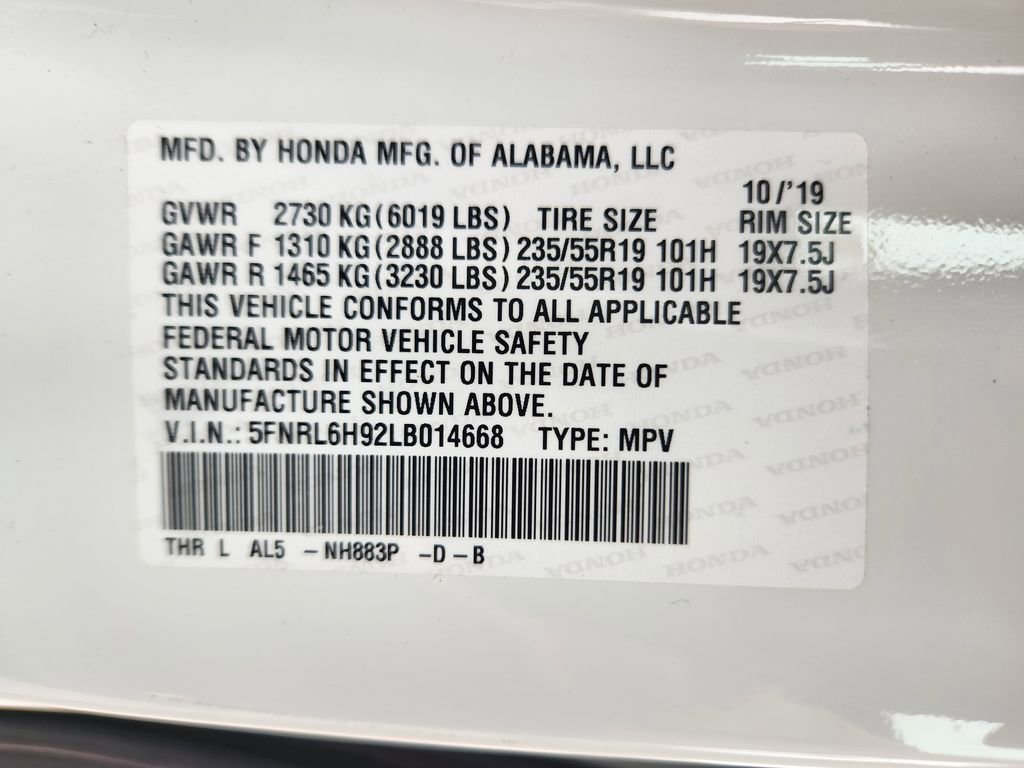 MFD. BY HONDA MFG. OF ALABAMA, LLC
10/'19
GVWR 2730 KG (6019 LBS) TIRE SIZE RIM SIZE
GAWR F 1310 KG (2888 LBS) 235/55R19 101H 19X7.5J
GAWR R 1465 KG (3230 LBS) 235/55R19 101H 19X7.5J
THIS VEHICLE CONFORMS TO ALL APPLICABLE
FEDERAL MOTOR VEHICLE SAFETY
STANDARDS IN EFFECT ON THE DATE OF
MANUFACTURE SHOWN ABOVE.
V.I.N.: 5FNRL6H92LB014668 TYPE: MPV
THR L AL5 -NH883P -D-B